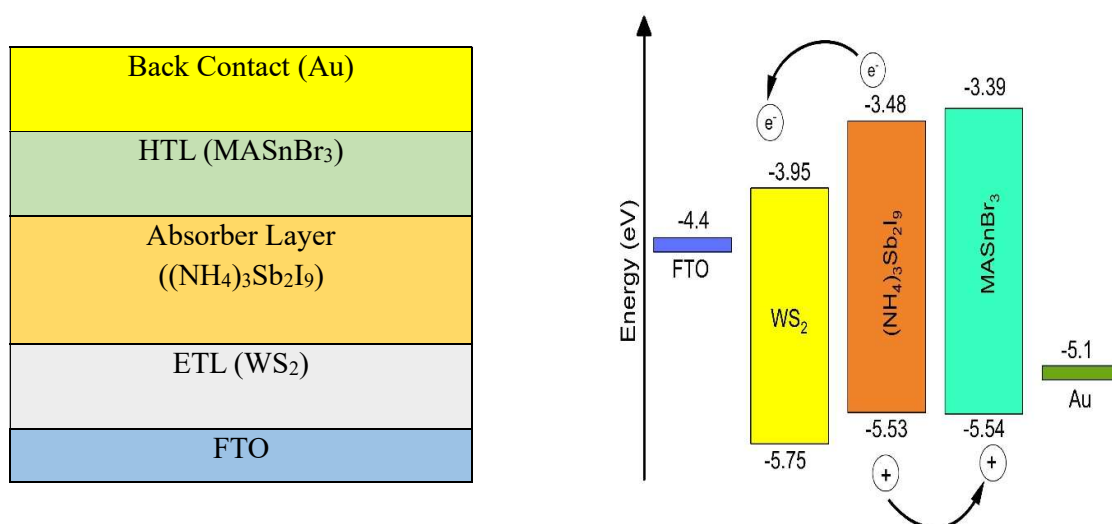 Back Contact (Au)
HTL (MASnBr₃)
Absorber Layer
((NH₄)₃Sb₂I₉)
ETL (WS₂)
FTO
Energy (eV)
-4.4
FTO
e⁻
e⁻
-3.95
WS₂
-5.75
-3.48
(NH₄)₃Sb₂I₉
-5.53
+
-3.39
MASnBr₃
-5.54
+
-5.1
Au